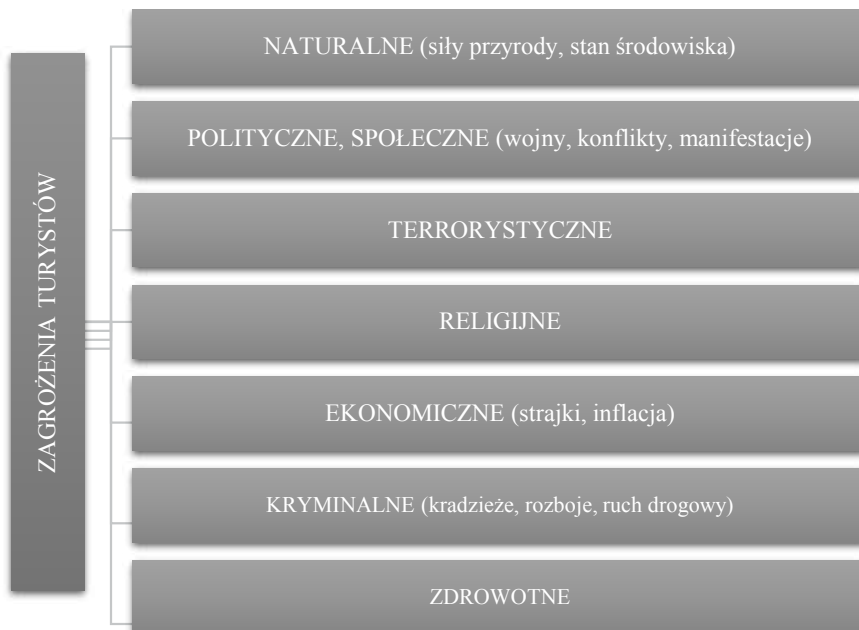 ZAGROŻENIA TURYSTÓW
NATURALNE (siły przyrody, stan środowiska)
POLITYCZNE, SPOŁECZNE (wojny, konflikty, manifestacje)
TERRORYSTYCZNE
RELIGIJNE
EKONOMICZNE (strajki, inflacja)
KRYMINALNE (kradzieże, rozboje, ruch drogowy)
ZDROWOTNE